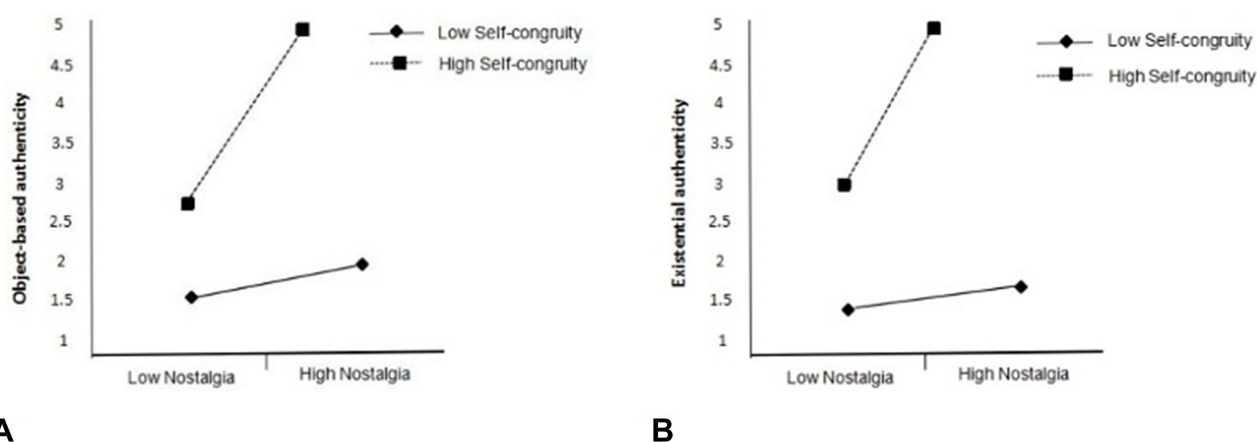 5
4.5
4
3.5
3
2.5
2
1.5
1
Object-based authenticity
Low Self-congruity
High Self-congruity
Low Nostalgia
High Nostalgia
A
5
4.5
4
3.5
3
2.5
2
1.5
1
Existential authenticity
Low Self-congruity
High Self-congruity
Low Nostalgia
High Nostalgia
B